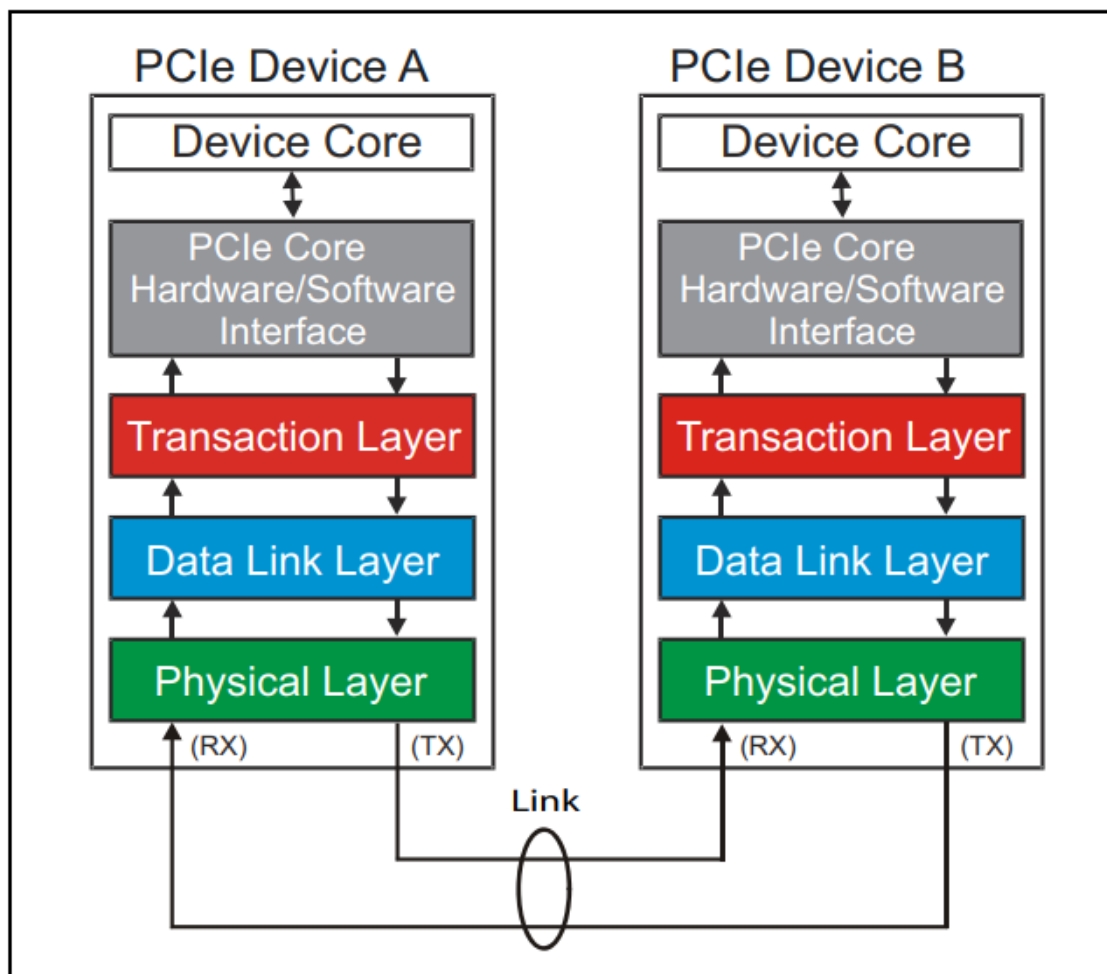 PCIe Device A
Device Core
PCIe Core
Hardware/Software
Interface
Transaction Layer
Data Link Layer
Physical Layer
(RX)
(TX)
PCIe Device B
Device Core
PCIe Core
Hardware/Software
Interface
Transaction Layer
Data Link Layer
Physical Layer
(RX)
(TX)
Link